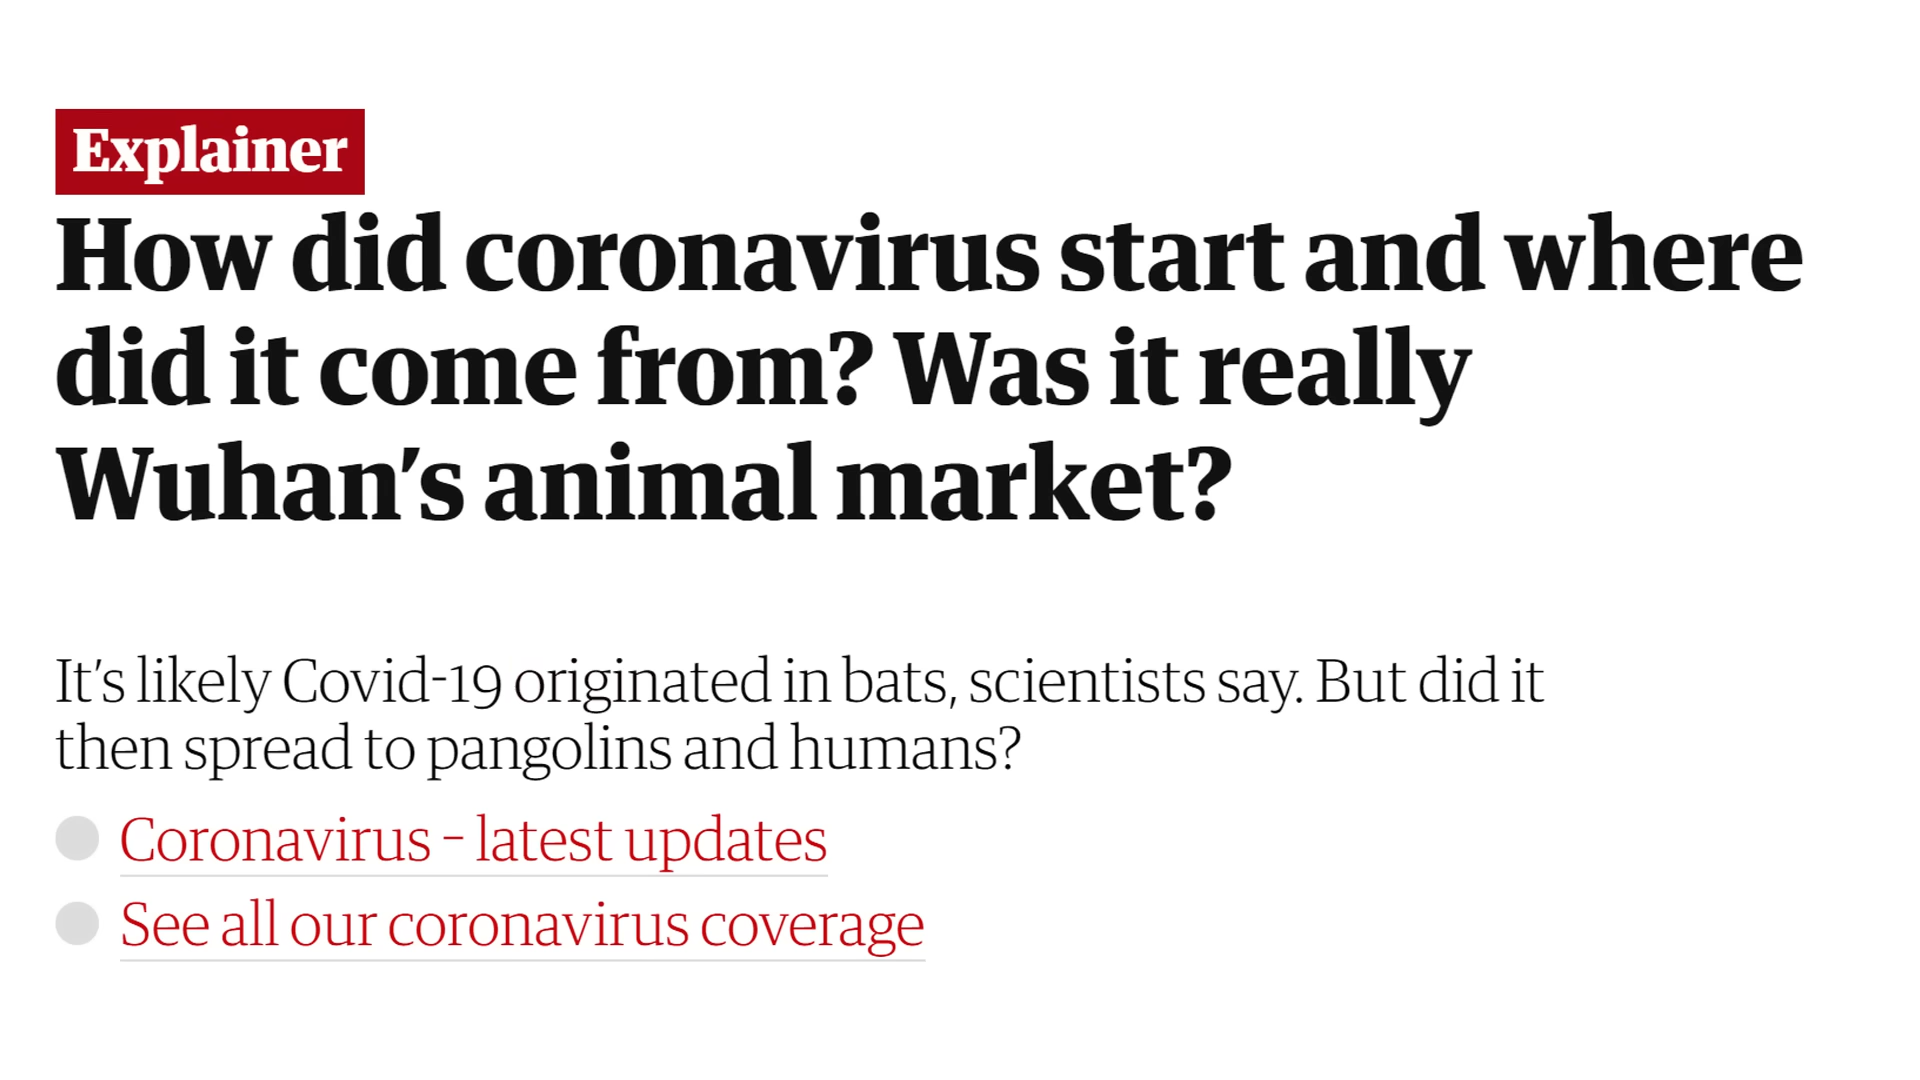 Explainer
How did coronavirus start and where
did it come from? Was it really
Wuhan’s animal market?
It’s likely Covid-19 originated in bats, scientists say. But did it
then spread to pangolins and humans?
Coronavirus – latest updates
See all our coronavirus coverage